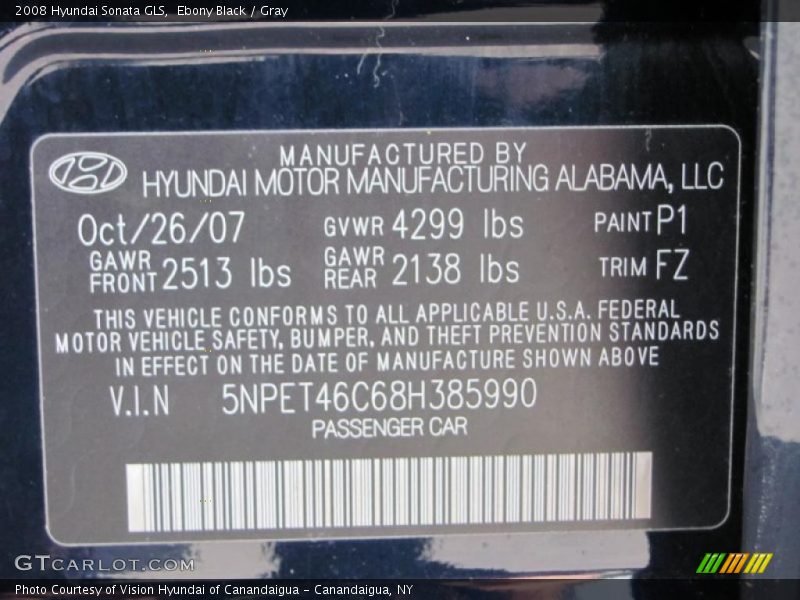 2008 Hyundai Sonata GLS, Ebony Black / Gray
MANUFACTURED BY
HYUNDAI MOTOR MANUFACTURING ALABAMA, LLC
Oct/26/07 GVWR 4299 lbs PAINT P1
GAWR FRONT 2513 lbs GAWR REAR 2138 lbs TRIM FZ
THIS VEHICLE CONFORMS TO ALL APPLICABLE U.S.A. FEDERAL
MOTOR VEHICLE SAFETY, BUMPER, AND THEFT PREVENTION STANDARDS
IN EFFECT ON THE DATE OF MANUFACTURE SHOWN ABOVE
V.I.N 5NPET46C68H385990
PASSENGER CAR
GTCARLOT.COM
Photo Courtesy of Vision Hyundai of Canandaigua - Canandaigua, NY